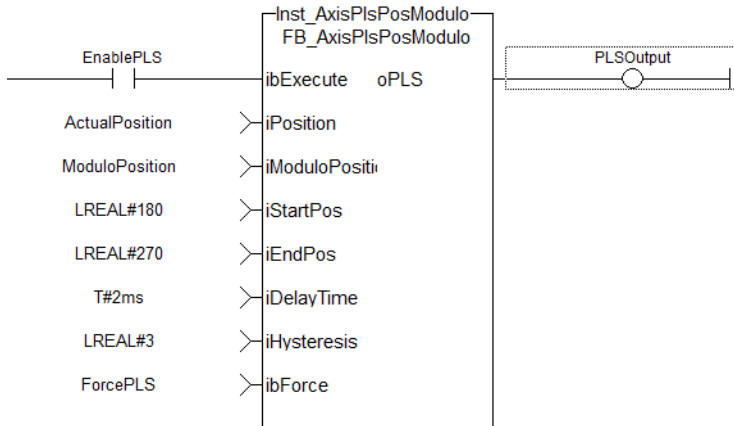 Inst_AxisPlsPosModulo
FB_AxisPlsPosModulo
EnablePLS
PLSOutput
ibExecute oPLS
ActualPosition iPosition
ModuloPosition iModuloPositi
LREAL#180 iStartPos
LREAL#270 iEndPos
T#2ms iDelayTime
LREAL#3 iHysteresis
ForcePLS ibForce